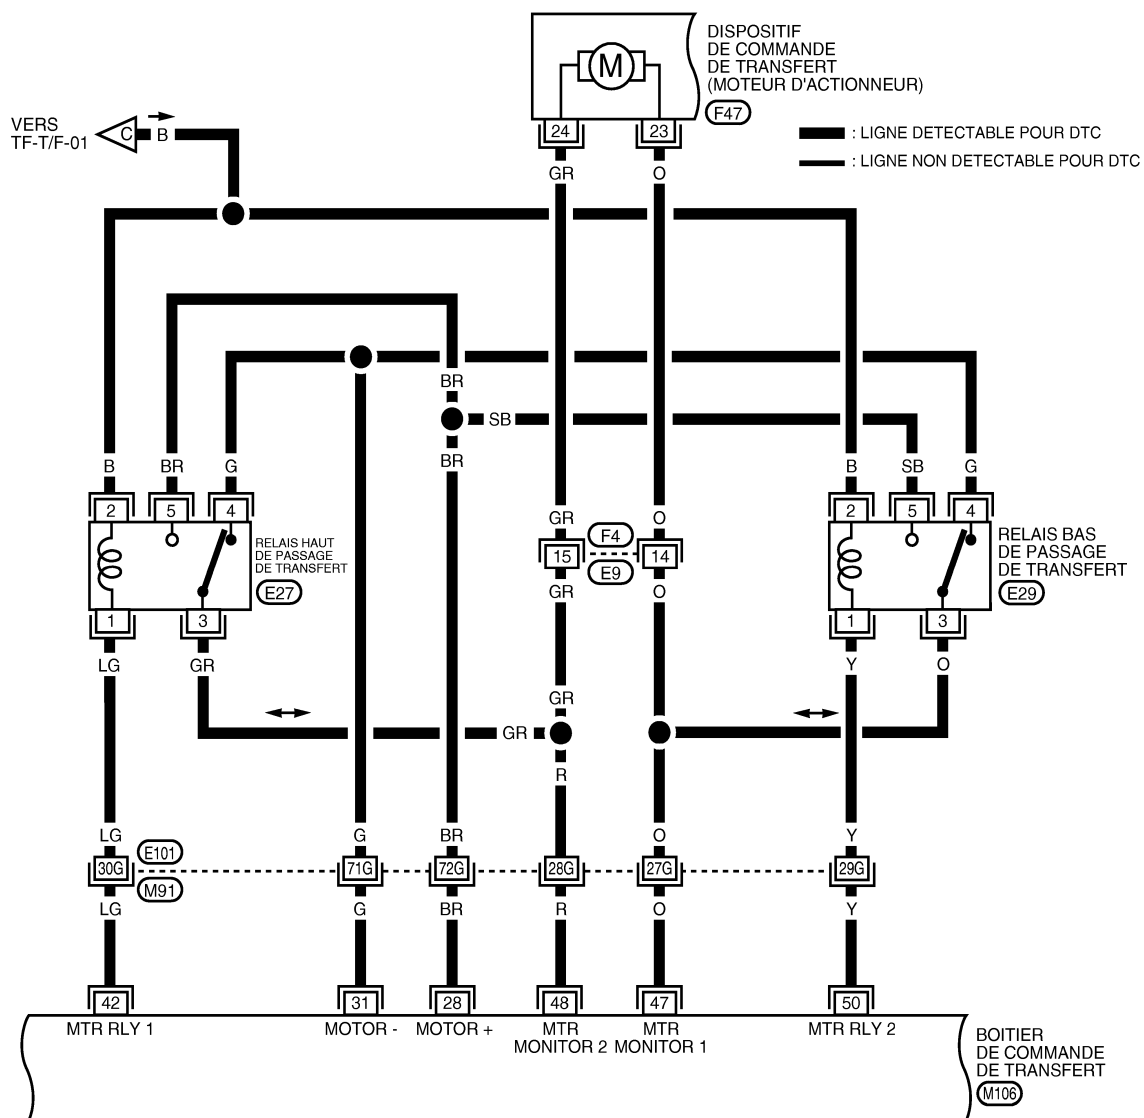 DISPOSITIF
DE COMMANDE
DE TRANSFERT
(MOTEUR D'ACTIONNEUR)
F47
M
24
23
GR
O
VERS
TF-T/F-01
C
B
: LIGNE DETECTABLE POUR DTC
: LIGNE NON DETECTABLE POUR DTC
BR
SB
BR
B
BR
G
B
SB
G
2
5
4
2
5
4
GR
O
F4
15
14
E9
GR
O
RELAIS HAUT
DE PASSAGE
DE TRANSFERT
E27
RELAIS BAS
DE PASSAGE
DE TRANSFERT
E29
1
3
1
3
LG
GR
Y
O
GR
GR
R
LG
G
BR
O
Y
E101
30G
71G
72G
28G
27G
29G
M91
LG
G
BR
R
O
Y
42
31
28
48
47
50
MTR RLY 1
MOTOR -
MOTOR +
MTR
MONITOR 2
MTR
MONITOR 1
MTR RLY 2
BOITIER
DE COMMANDE
DE TRANSFERT
M106